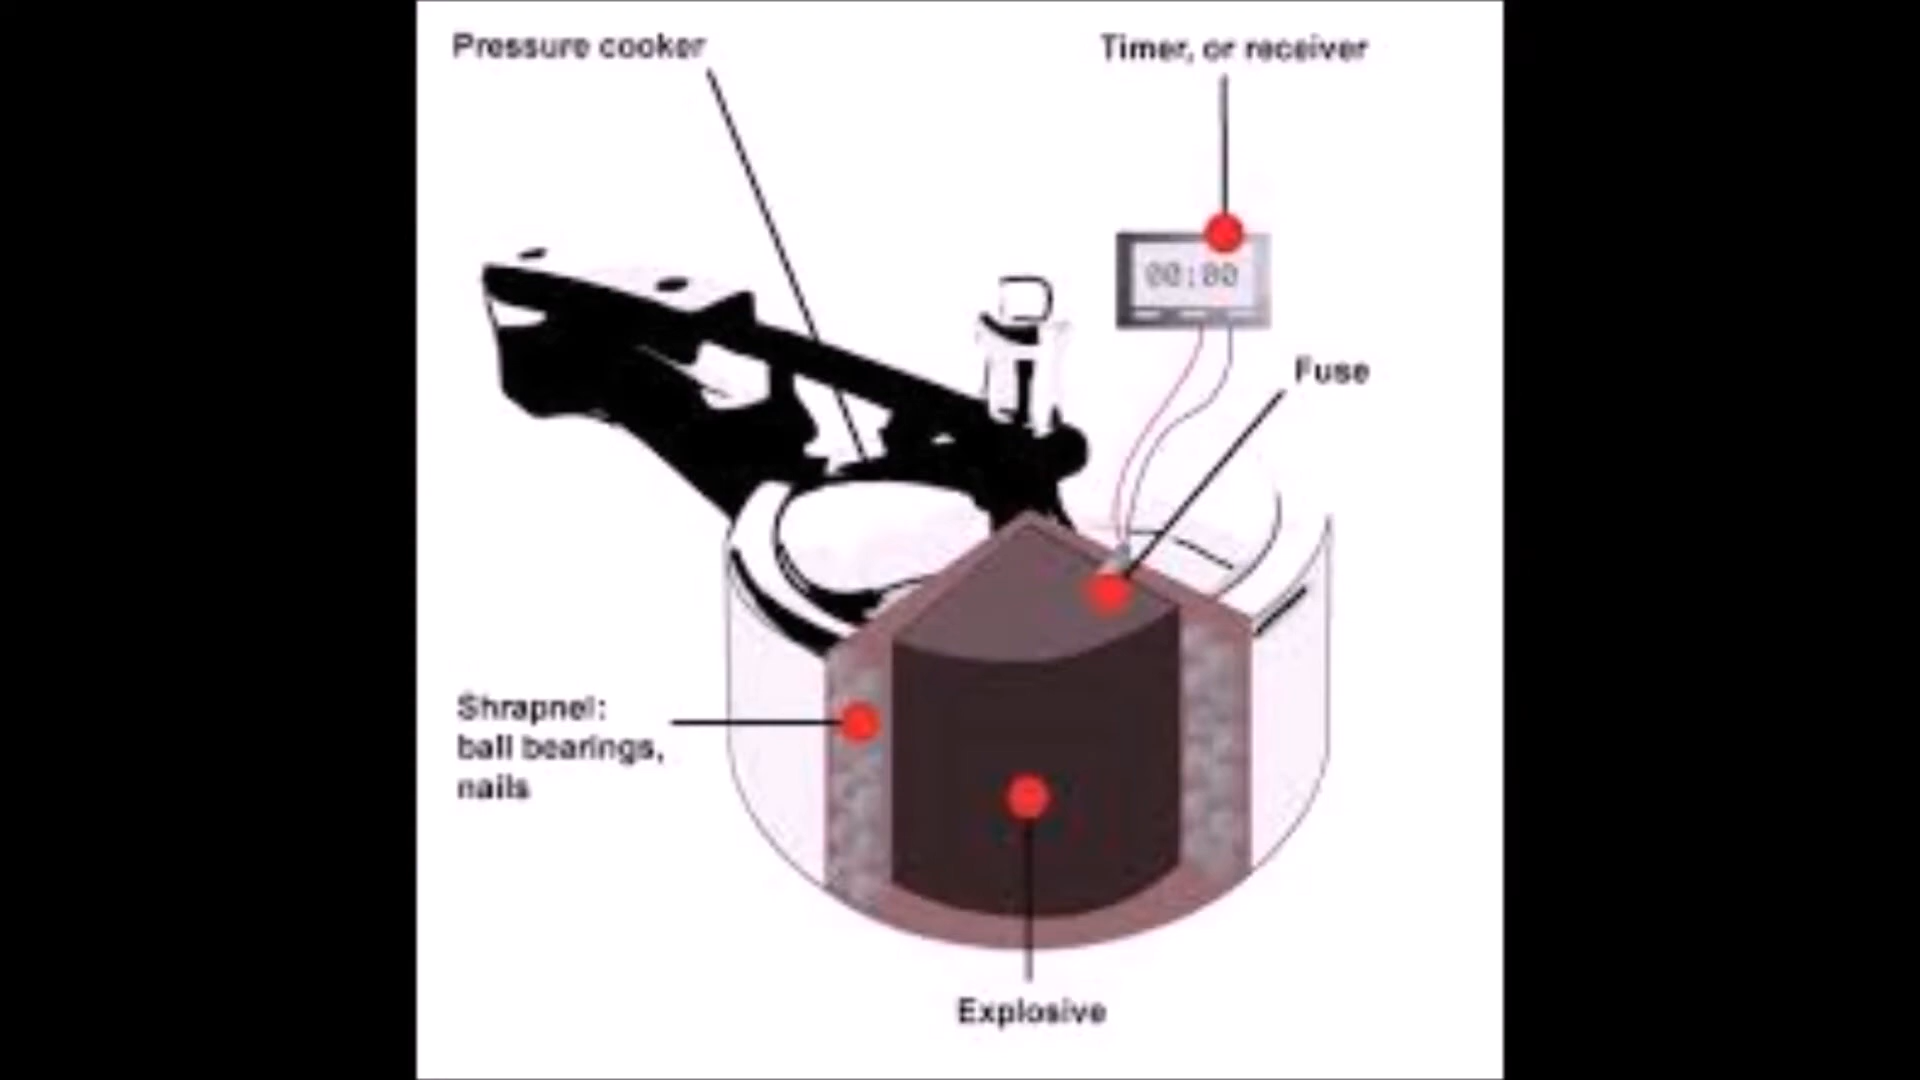 Pressure cooker
Timer, or receiver
00:00
Fuse
Shrapnel:
ball bearings,
nails
Explosive